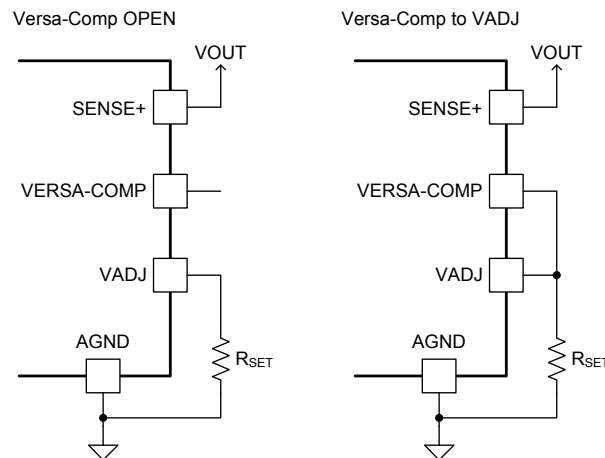 Versa-Comp OPEN
VOUT
SENSE+
VERSA-COMP
VADJ
AGND
RSET
Versa-Comp to VADJ
VOUT
SENSE+
VERSA-COMP
VADJ
AGND
RSET